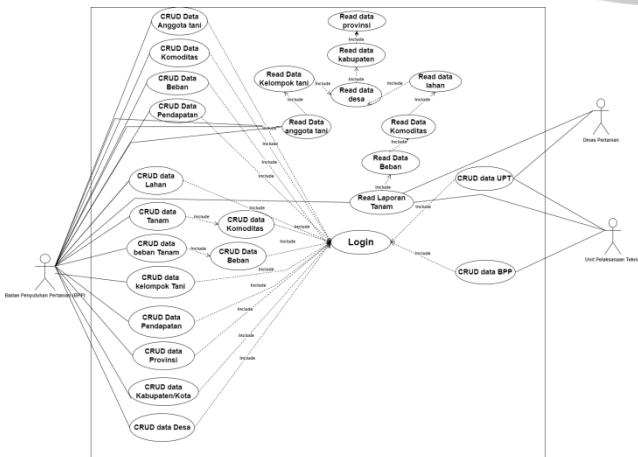 CRUD Data
Anggota tani
CRUD Data
Komoditas
CRUD Data
Beban
CRUD Data
Pendapatan
Read data
provinsi
Include
Read data
kabupaten
Include
Read Data
Kelompok tani
Include
Read data
desa
Include
Read data
lahan
Include
Include
Read Data
anggota tani
Include
Include
Read Data
Komoditas
Include
Include
Include
Read Data
Beban
Include
Read Laporan
Tanam
CRUD data
Lahan
Include
CRUD data
Tanam
Include
CRUD data
Komoditas
Include
CRUD data
beban Tanam
Include
CRUD Data
Beban
Include
Login
Include
CRUD data UPT
Include
CRUD data BPP
Dinas Pertanian
Unit Pelaksanaan Tekni
Badan Penyuluhan Pertanian (BPP)
CRUD data
kelompok Tani
Include
CRUD data
Pendapatan
Include
CRUD data
Provinsi
Include
CRUD data
Kabupaten/Kota
Include
CRUD data Desa
Include